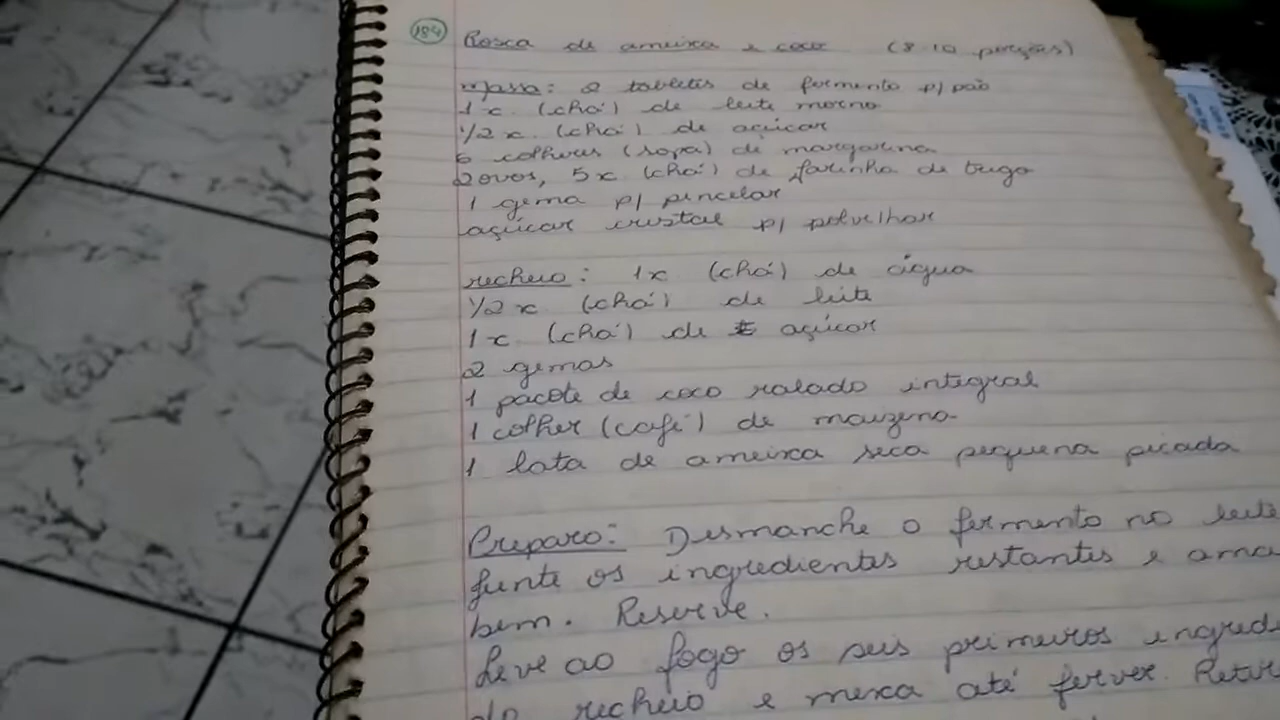 184
Rosca de ameixa e coco (8-10 porções)
massa: 2 tabletes de fermento p/ pão
1 x. (chá) de leite morno
1/2 x. (chá) de açúcar
6 colheres (sopa) de margarina
2 ovos, 5 x (chá) de farinha de trigo
1 gema p/ pincelar
açúcar cristal p/ polvilhar
recheio: 1x (chá) de água
1/2 x (chá) de leite
1 x. (chá) de açúcar
2 gemas
1 pacote de coco ralado integral
1 colher (café) de maizena
1 lata de ameixa seca pequena picada
Preparo: Desmanche o fermento no leite
Junte os ingredientes restantes e ama
bem. Reserve.
Leve ao fogo os seis primeiros ingred
do recheio e mexa até ferver. Retir